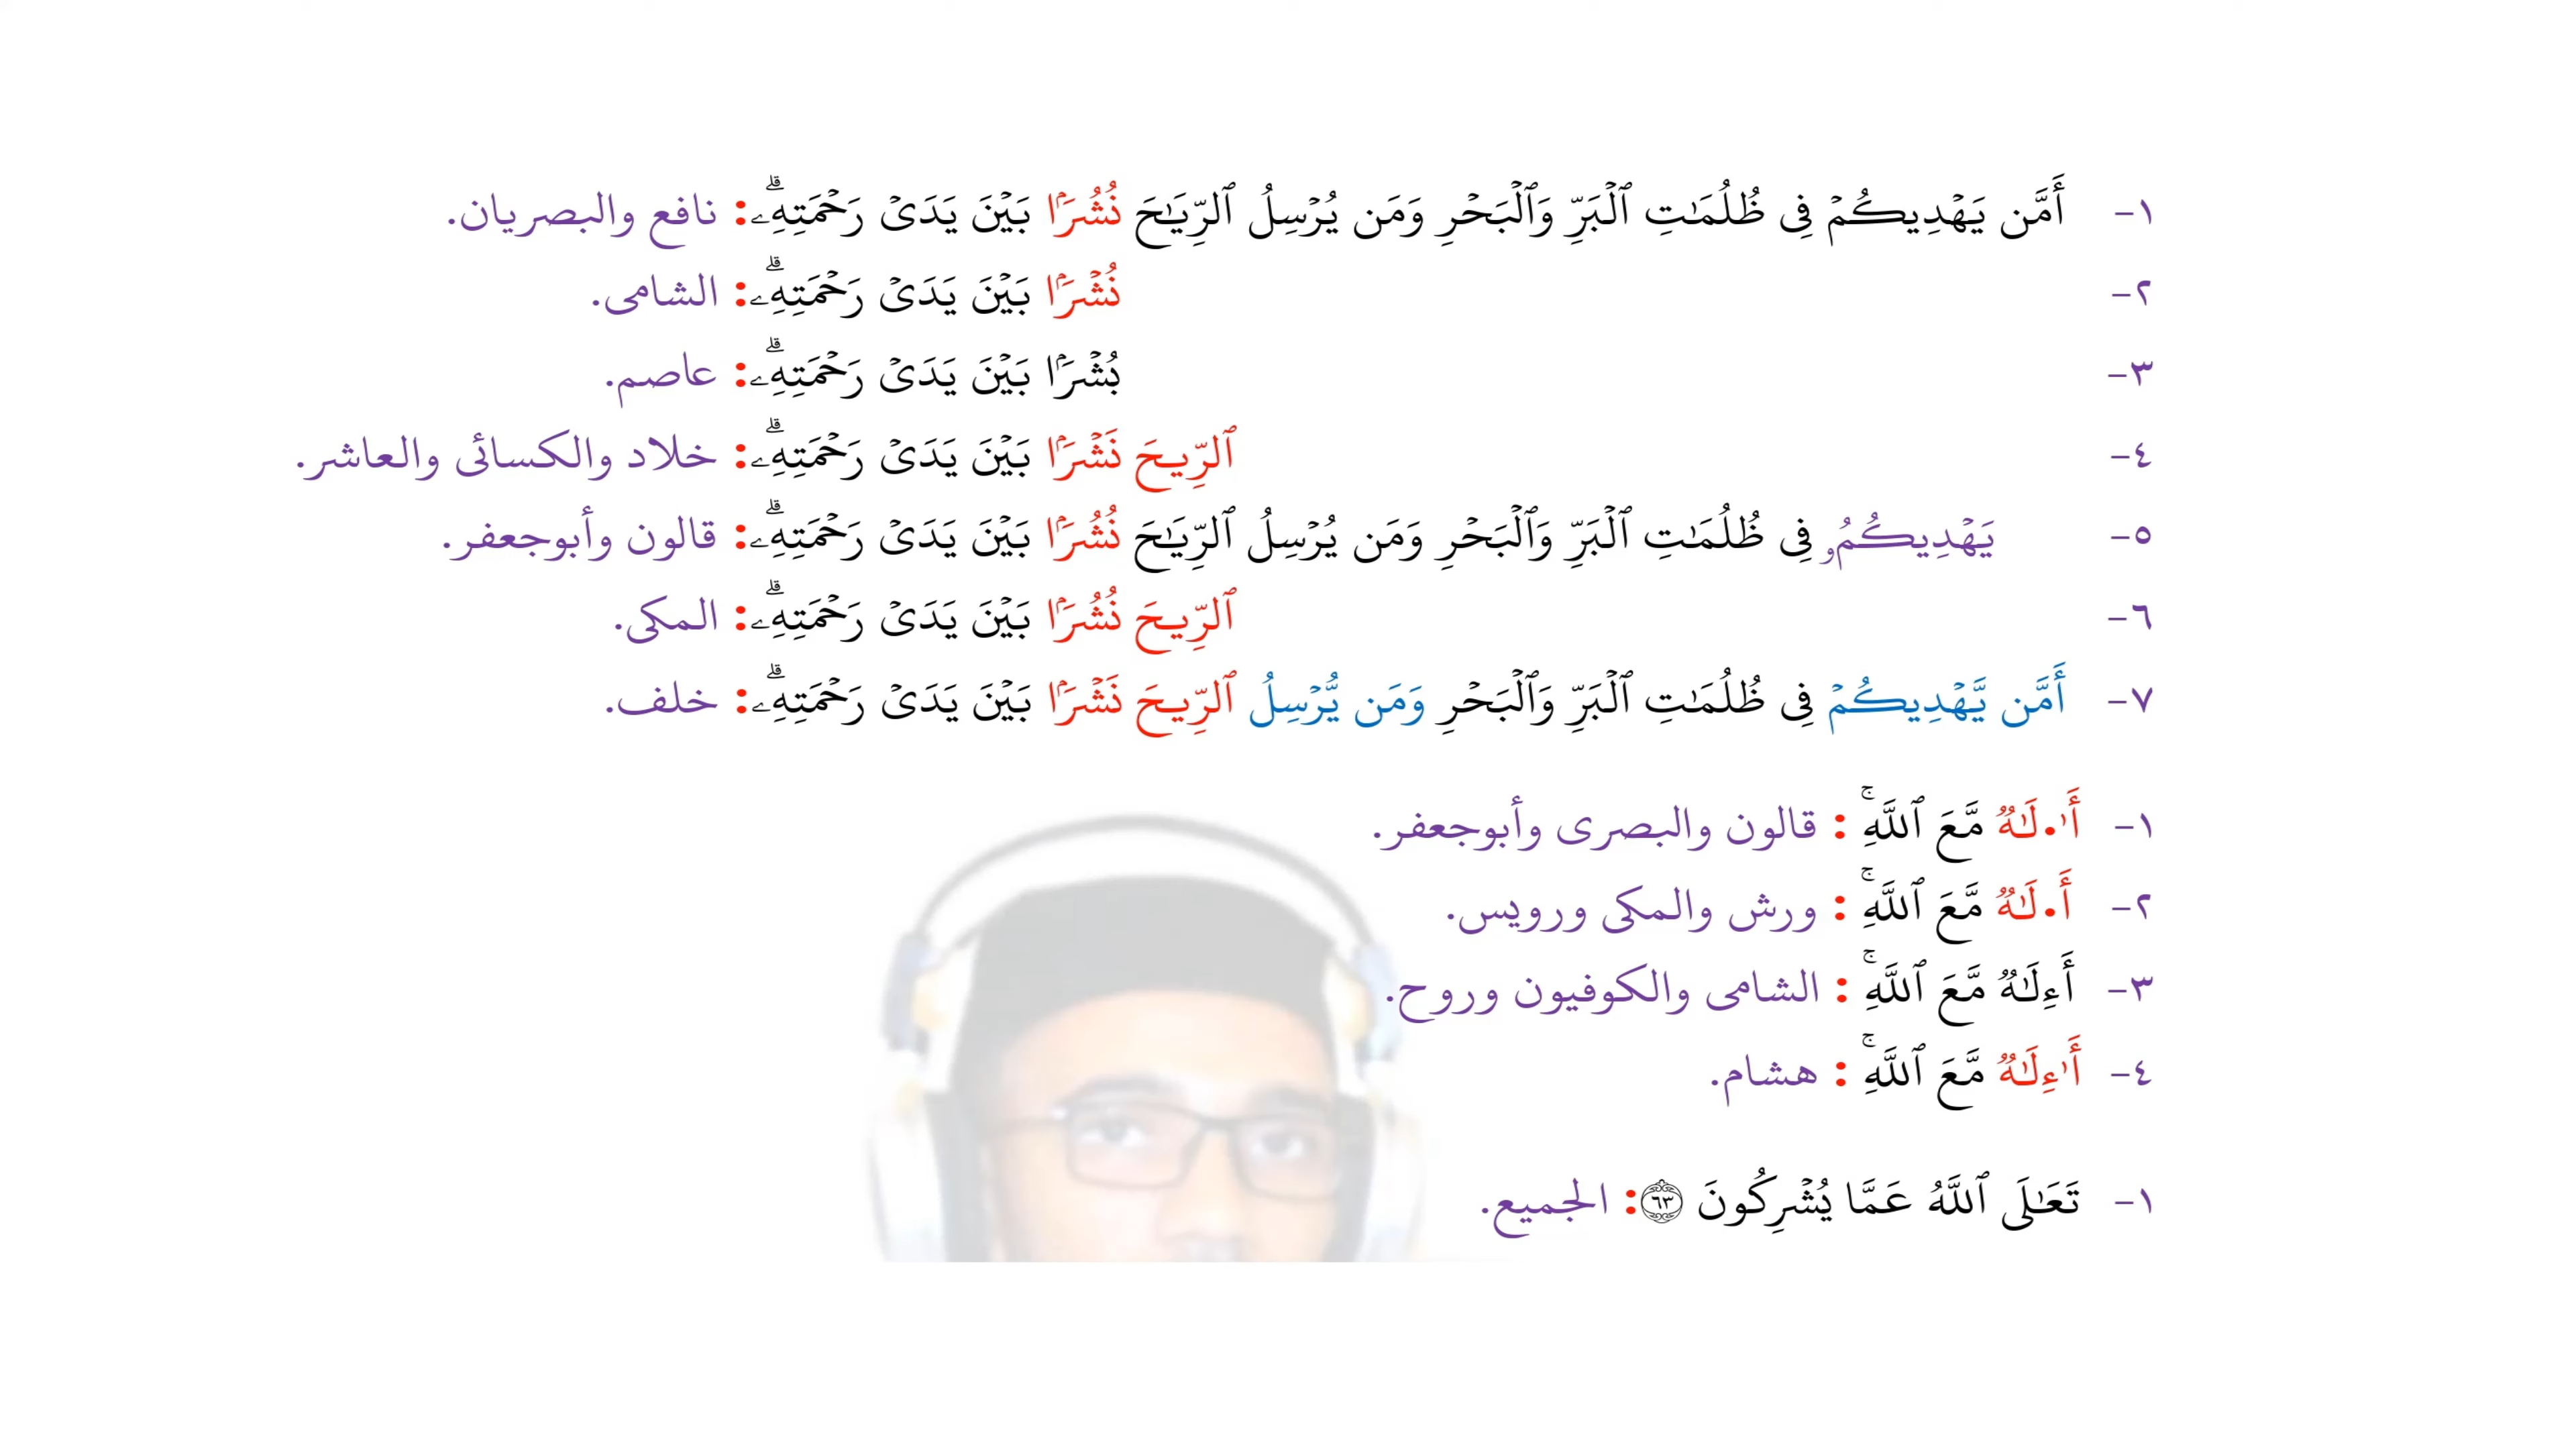 ١- أَمَّن يَهْدِيكُمْ فِى ظُلُمَـٰتِ ٱلْبَرِّ وَٱلْبَحْرِ وَمَن يُرْسِلُ ٱلرِّيَـٰحَ نُشُرَۢا بَيْنَ يَدَىْ رَحْمَتِهِۦۗ: نافع والبصريان.
٢- نُشْرَۢا بَيْنَ يَدَىْ رَحْمَتِهِۦۗ: الشامى.
٣- بُشْرَۢا بَيْنَ يَدَىْ رَحْمَتِهِۦۗ: عاصم.
٤- ٱلرِّيحَ نَشْرَۢا بَيْنَ يَدَىْ رَحْمَتِهِۦۗ: خلاد والكسائى والعاشر.
٥- يَهْدِيكُمُۥ فِى ظُلُمَـٰتِ ٱلْبَرِّ وَٱلْبَحْرِ وَمَن يُرْسِلُ ٱلرِّيَـٰحَ نُشُرَۢا بَيْنَ يَدَىْ رَحْمَتِهِۦۗ: قالون وأبوجعفر.
٦- ٱلرِّيحَ نُشُرَۢا بَيْنَ يَدَىْ رَحْمَتِهِۦۗ: المكى.
٧- أَمَّن يَّهْدِيكُمْ فِى ظُلُمَـٰتِ ٱلْبَرِّ وَٱلْبَحْرِ وَمَن يُّرْسِلُ ٱلرِّيحَ نَشْرَۢا بَيْنَ يَدَىْ رَحْمَتِهِۦۗ: خلف.
١- أَٰ۬لَـٰهٌ مَّعَ ٱللَّهِۚ : قالون والبصرى وأبوجعفر.
٢- أَ۬لَـٰهٌ مَّعَ ٱللَّهِۚ : ورش والمكى ورويس.
٣- أَءِلَـٰهٌ مَّعَ ٱللَّهِۚ : الشامى والكوفيون وروح.
٤- أَٰءِلَـٰهٌ مَّعَ ٱللَّهِۚ : هشام.
١- تَعَـٰلَى ٱللَّهُ عَمَّا يُشْرِكُونَ ٦٣: الجميع.